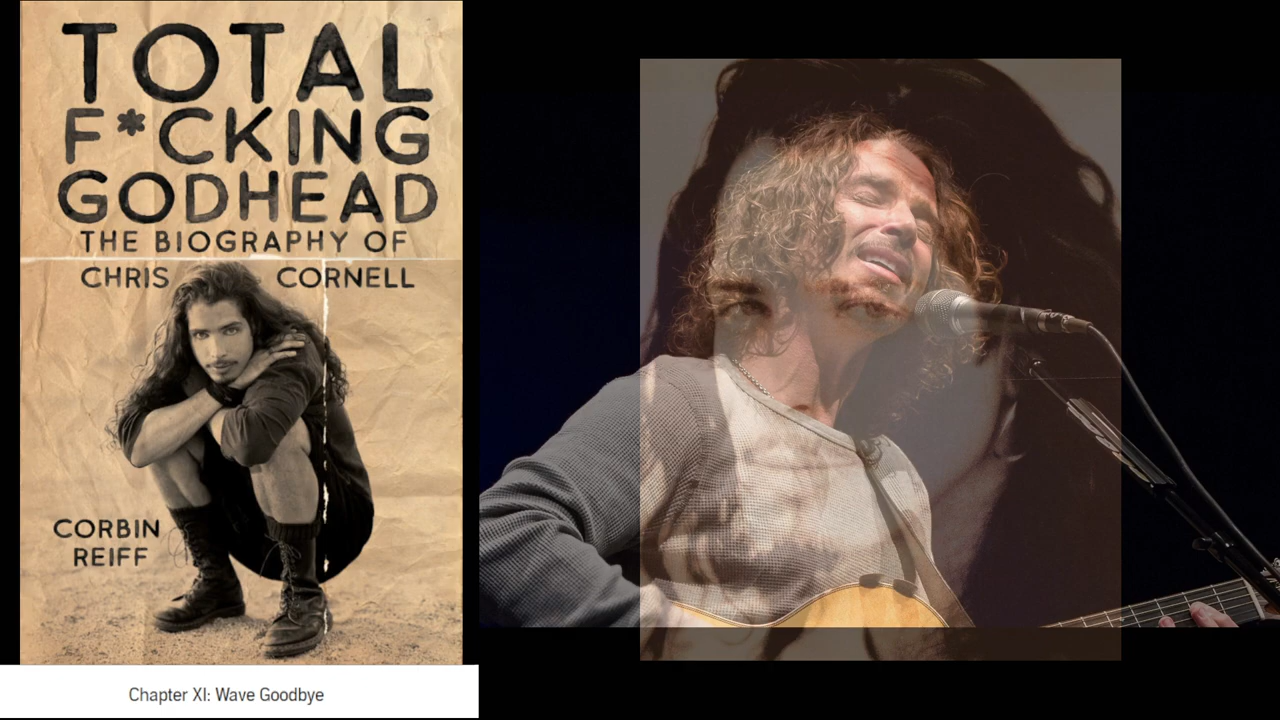 TOTAL
F*CKING
GODHEAD
THE BIOGRAPHY OF
CHRIS CORNELL
CORBIN
REIFF
Chapter XI: Wave Goodbye